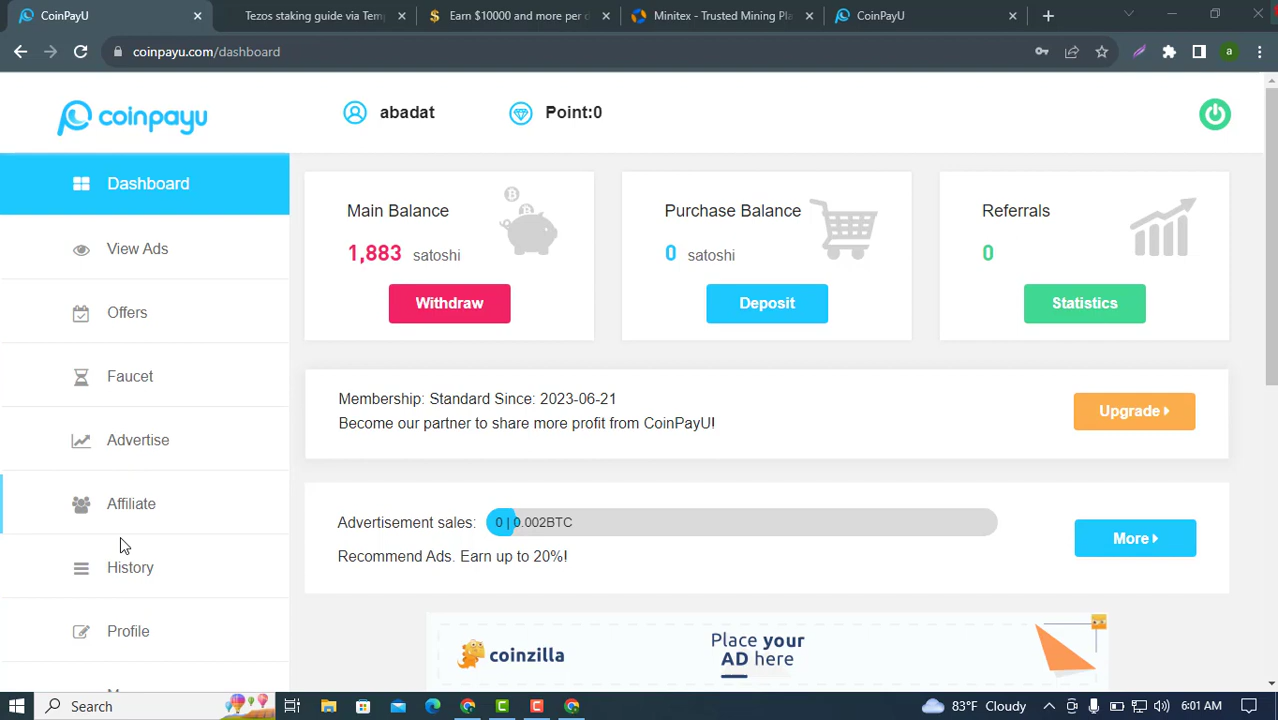 CoinPayU
Tezos staking guide via Tem
Earn $10000 and more per d
Minitex - Trusted Mining Pla
CoinPayU
coinpayu.com/dashboard
a
coinpayu
abadat
Point:0
Dashboard
View Ads
Offers
Faucet
Advertise
Affiliate
History
Profile
Main Balance
1,883 satoshi
Withdraw
Purchase Balance
0 satoshi
Deposit
Referrals
0
Statistics
Membership: Standard Since: 2023-06-21
Become our partner to share more profit from CoinPayU!
Upgrade
Advertisement sales: 0 | 0.002BTC
Recommend Ads. Earn up to 20%!
More
coinzilla
Place your
AD here
Search
83°F Cloudy
6:01 AM